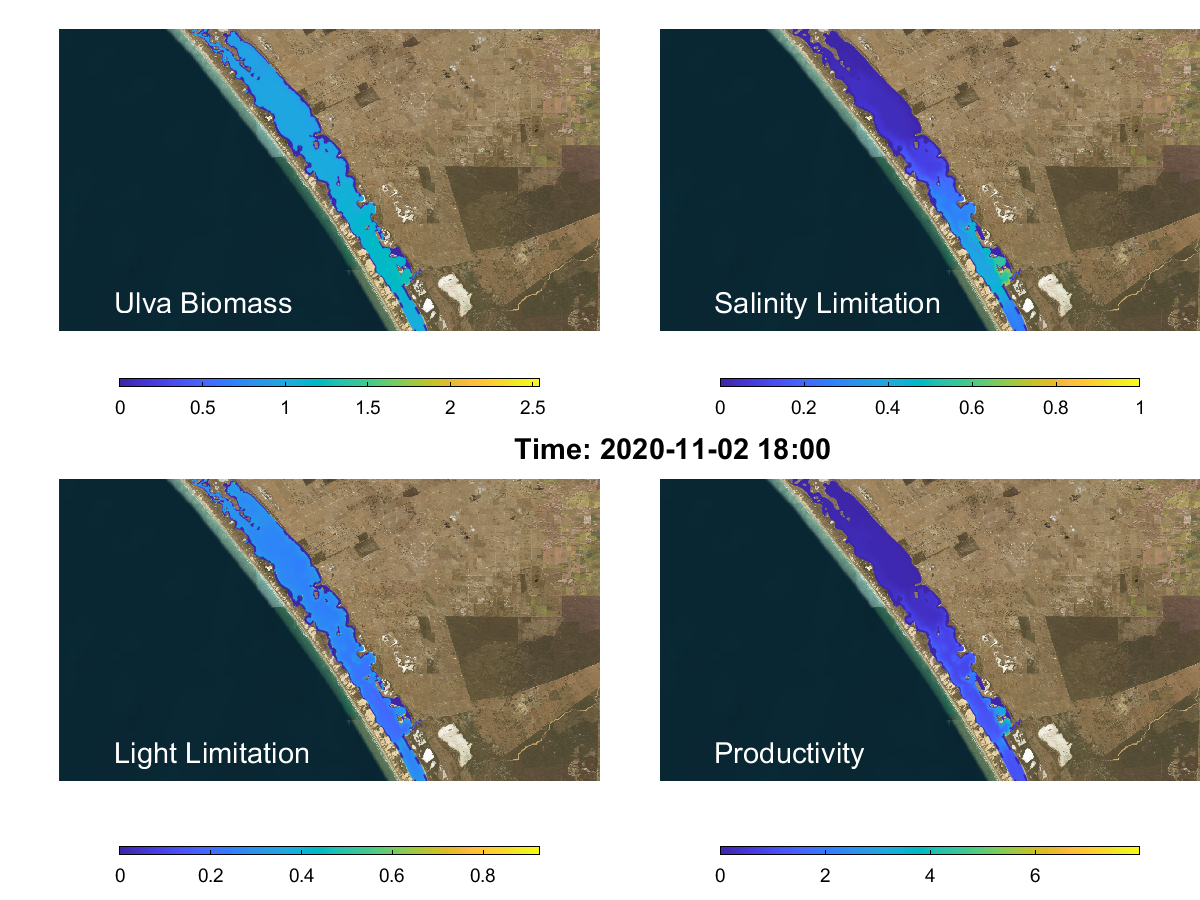 Ulva Biomass
Salinity Limitation
0 0.5 1 1.5 2 2.5
0 0.2 0.4 0.6 0.8 1
Time: 2020-11-02 18:00
Light Limitation
Productivity
0 0.2 0.4 0.6 0.8
0 2 4 6